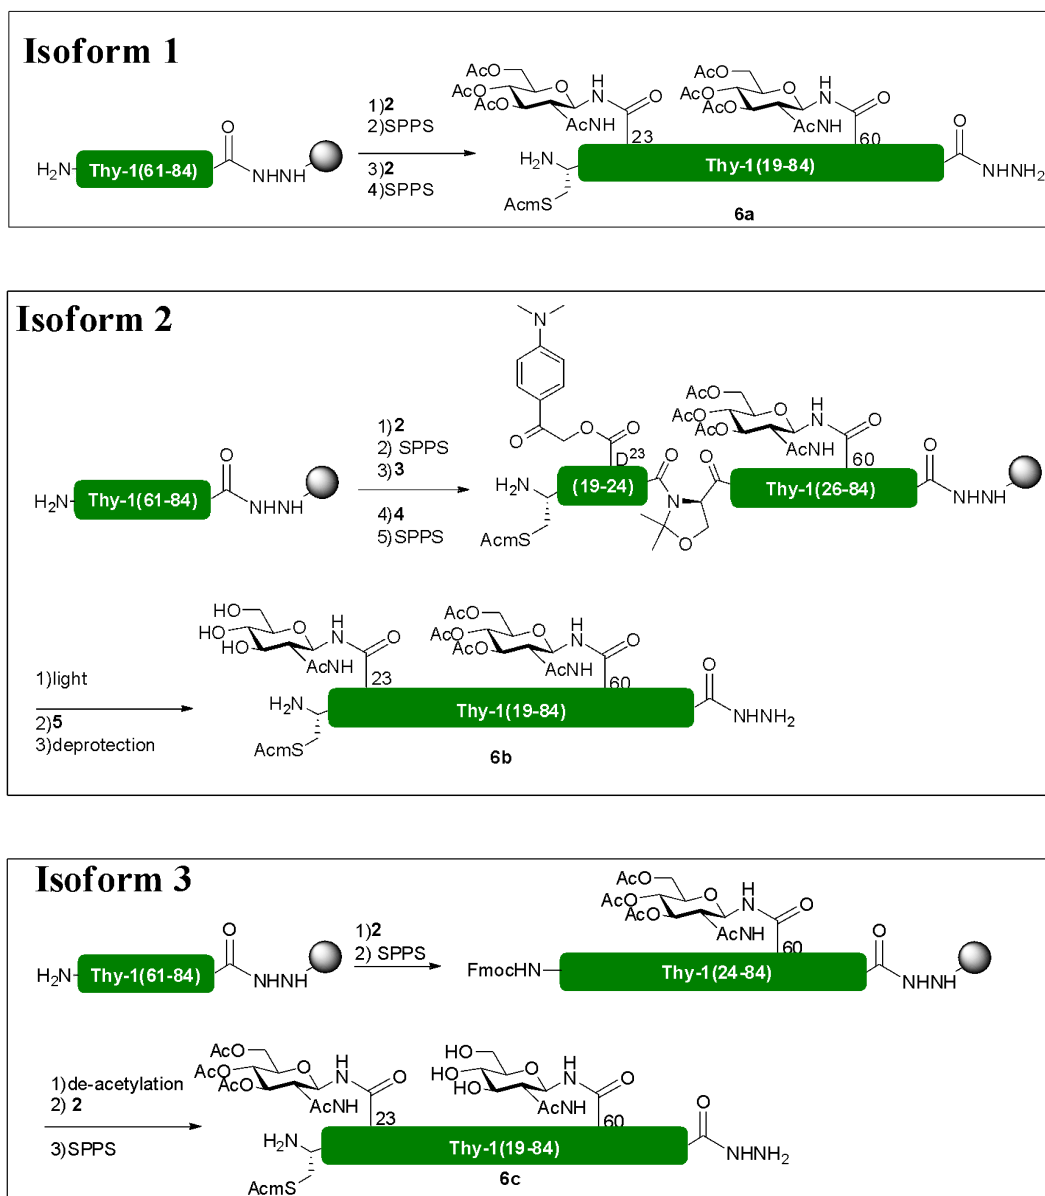 Isoform 1
AcO
AcO
AcO
O
H
N
O
AcNH
23
AcO
AcO
AcO
O
H
N
O
AcNH
60
H2N
Thy-1(61-84)
O
NHNH
1)2
2)SPPS
3)2
4)SPPS
H2N
AcmS
Thy-1(19-84)
O
NHNH2
6a
Isoform 2
N
O
O
O
D23
H2N
AcmS
(19-24)
O
N
O
O
AcO
AcO
AcO
O
H
N
O
AcNH
60
Thy-1(26-84)
O
NHNH
H2N
Thy-1(61-84)
O
NHNH
1)2
2) SPPS
3)3
4)4
5)SPPS
1)light
2)5
3)deprotection
HO
HO
HO
O
H
N
O
AcNH
23
AcO
AcO
AcO
O
H
N
O
AcNH
60
H2N
AcmS
Thy-1(19-84)
O
NHNH2
6b
Isoform 3
H2N
Thy-1(61-84)
O
NHNH
1)2
2) SPPS
AcO
AcO
AcO
O
H
N
O
AcNH
60
FmocHN
Thy-1(24-84)
O
NHNH
1)de-acetylation
2) 2
3)SPPS
AcO
AcO
AcO
O
H
N
O
AcNH
23
HO
HO
HO
O
H
N
O
AcNH
60
H2N
AcmS
Thy-1(19-84)
O
NHNH2
6c